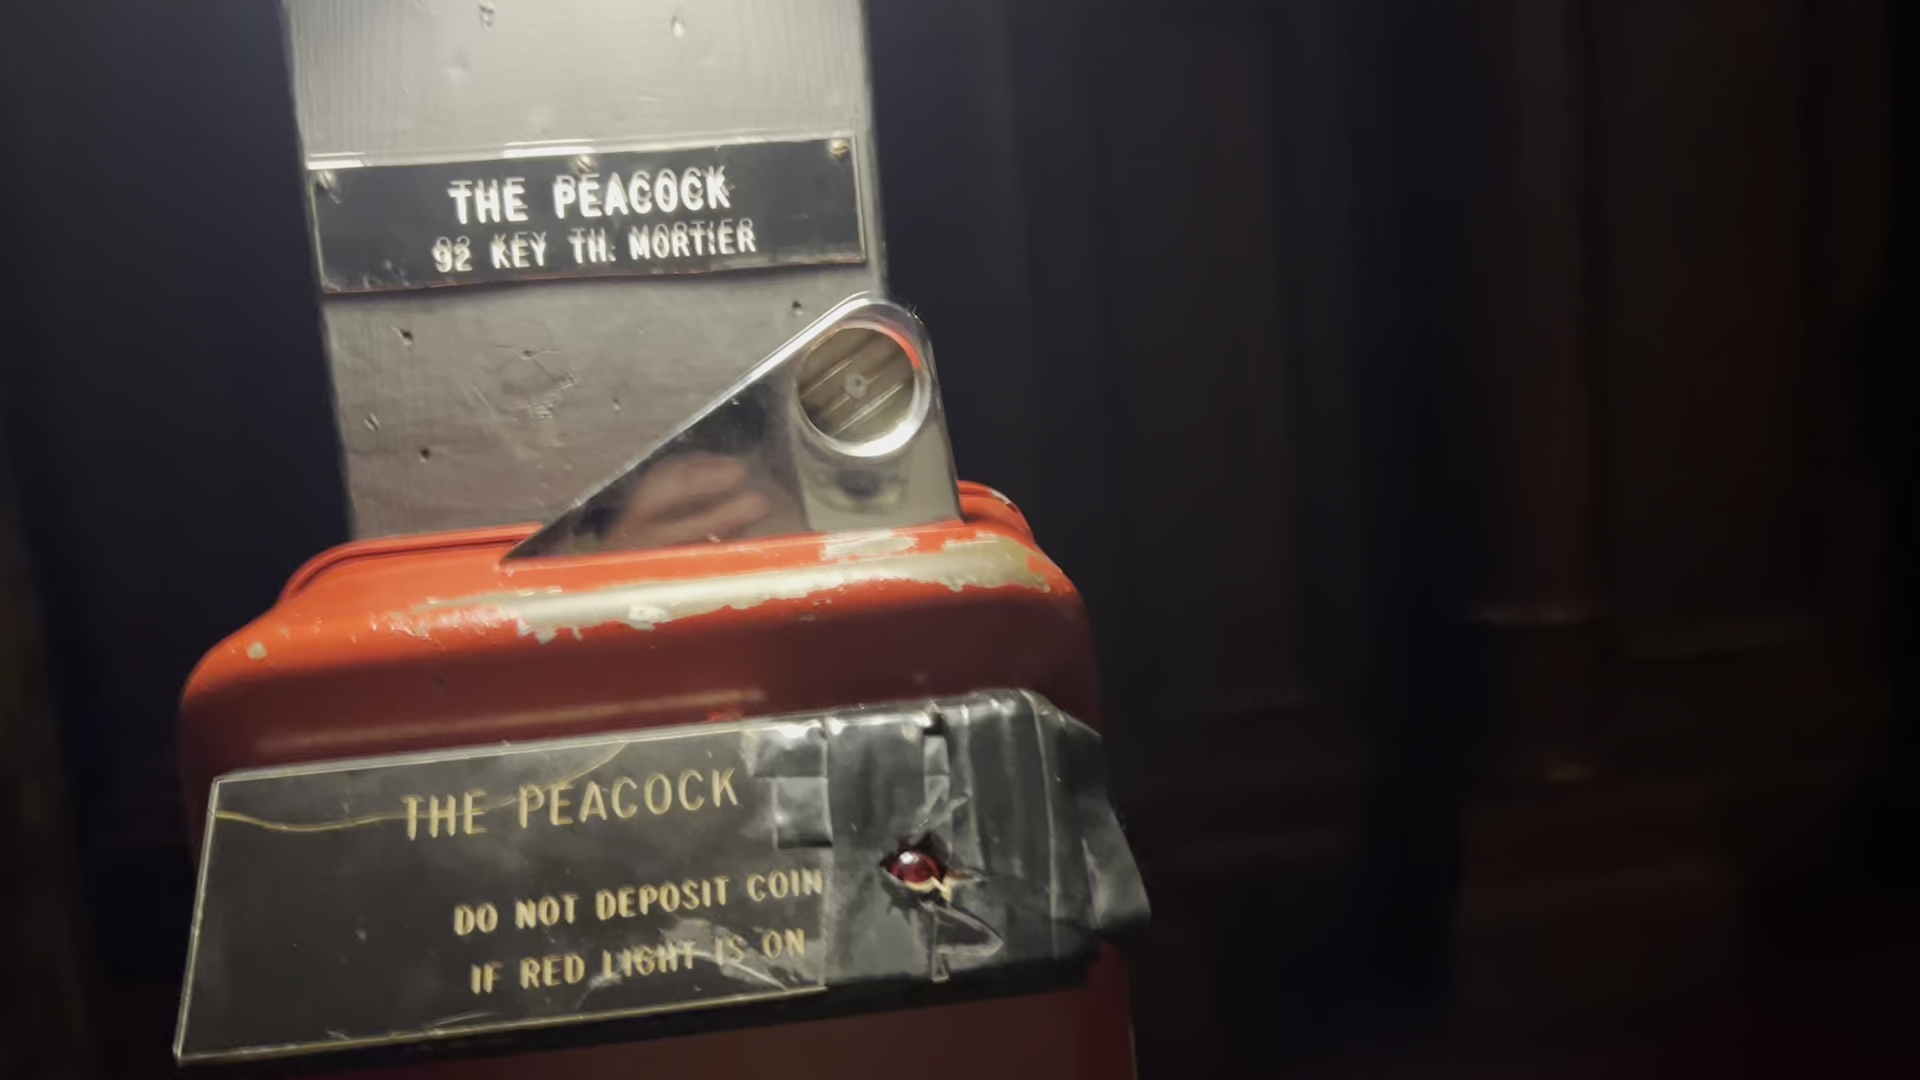 THE PEACOCK
92 KEY TH. MORTIER
THE PEACOCK
DO NOT DEPOSIT COIN
IF RED LIGHT IS ON